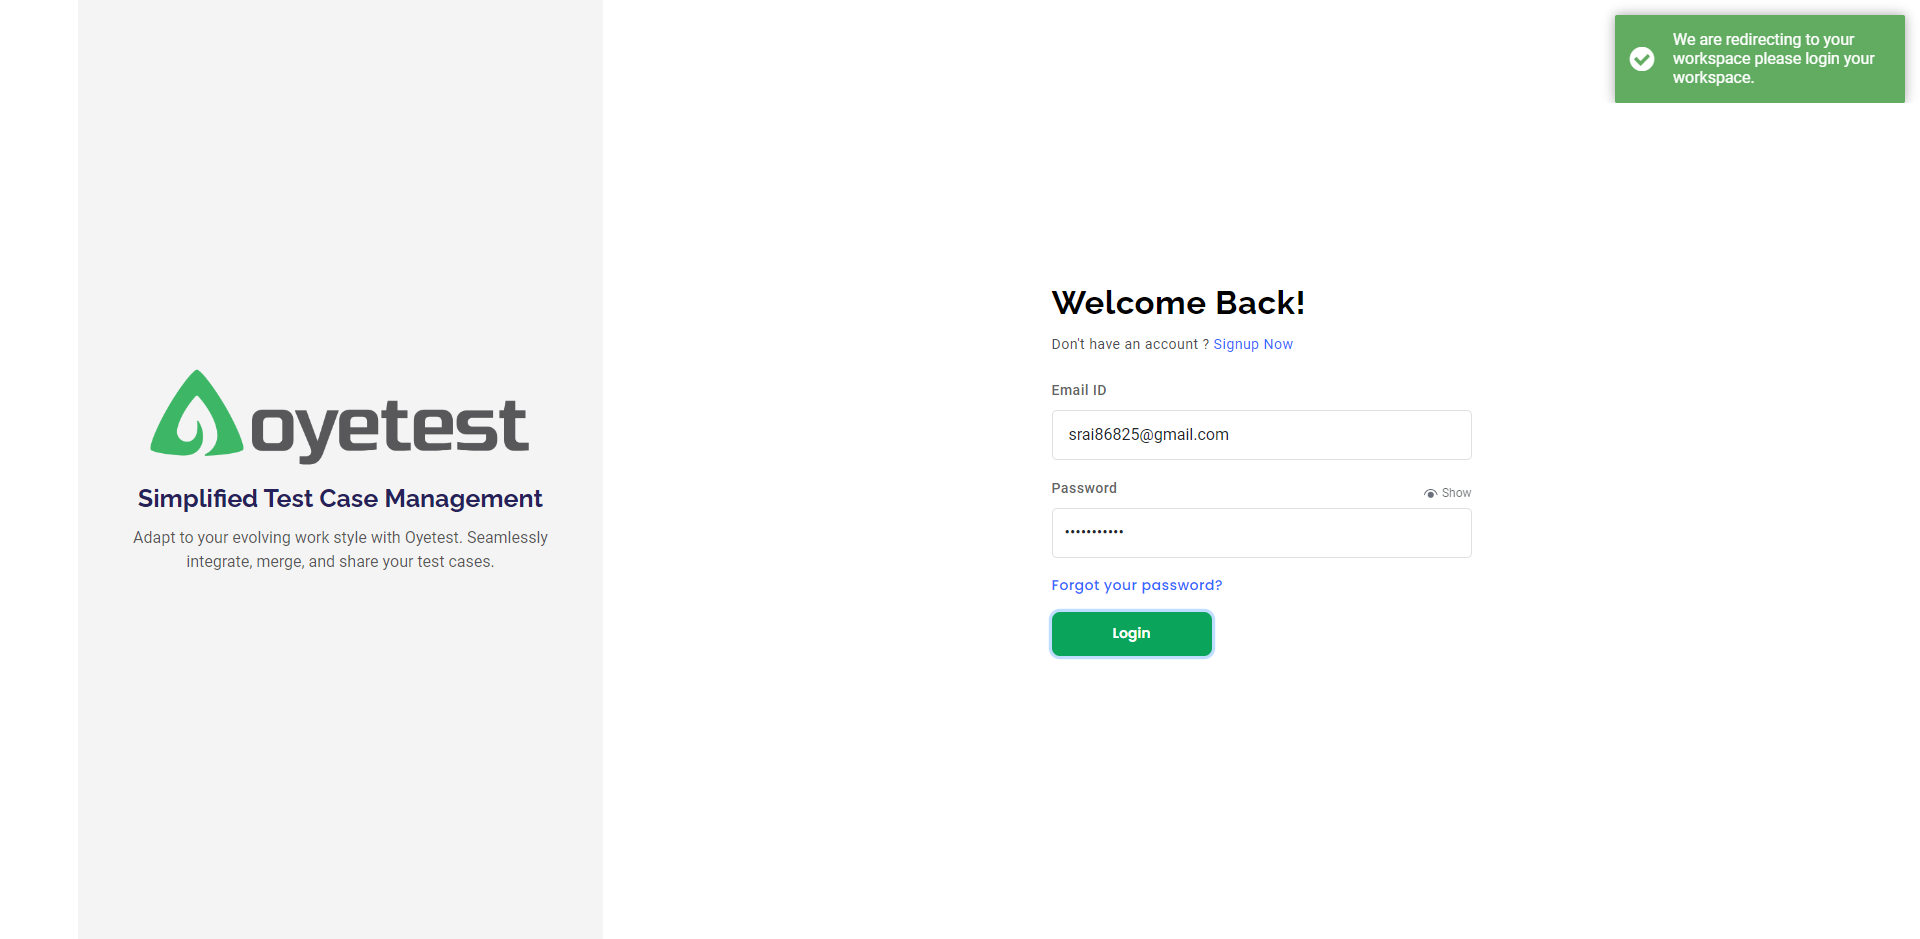 oyetest
Simplified Test Case Management
Adapt to your evolving work style with Oyetest. Seamlessly
integrate, merge, and share your test cases.
We are redirecting to your
workspace please login your
workspace.
Welcome Back!
Don't have an account ? Signup Now
Email ID
srai86825@gmail.com
Password
Show
•••••••••••
Forgot your password?
Login